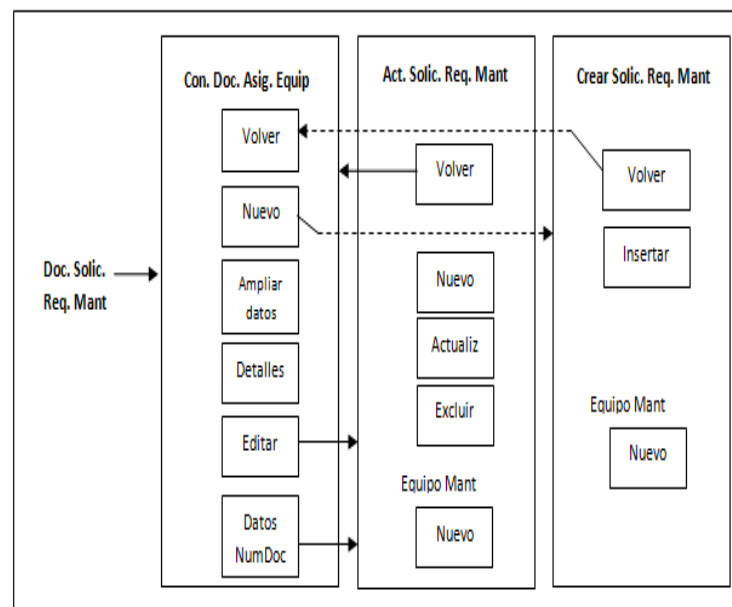 Doc. Solic.
Req. Mant
Con. Doc. Asig. Equip
Volver
Nuevo
Ampliar
datos
Detalles
Editar
Datos
NumDoc
Act. Solic. Req. Mant
Volver
Nuevo
Actualiz
Excluir
Equipo Mant
Nuevo
Crear Solic. Req. Mant
Volver
Insertar
Equipo Mant
Nuevo